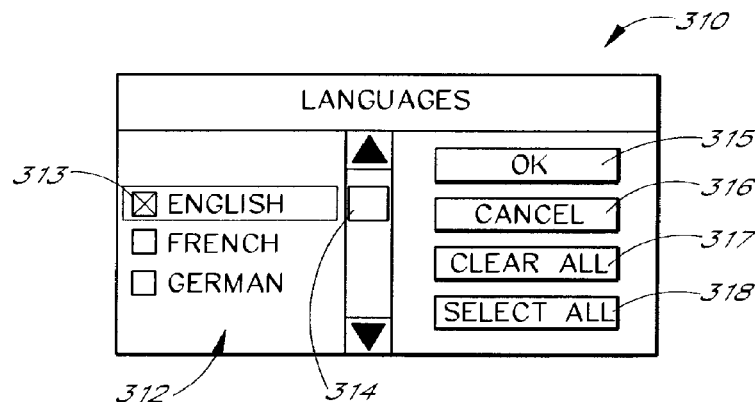 310
LANGUAGES
315
OK
313
316
ENGLISH
CANCEL
FRENCH
317
CLEAR ALL
GERMAN
318
SELECT ALL
312
314